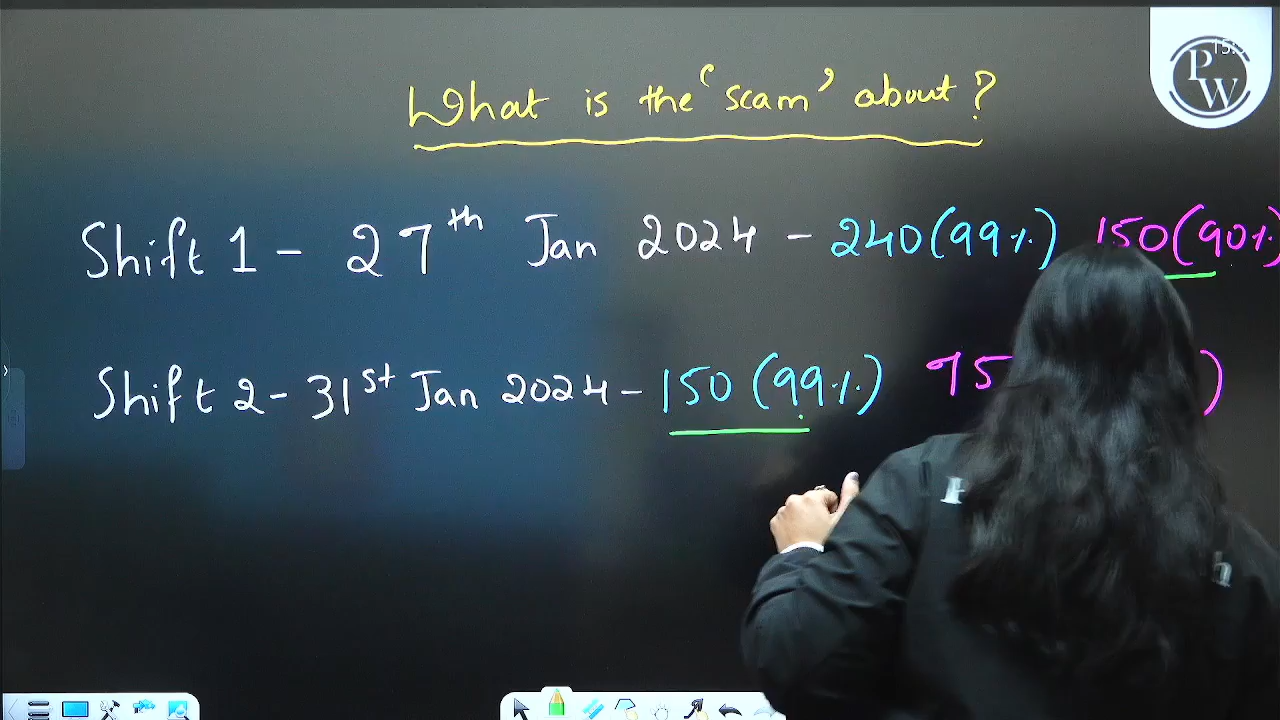 What is the 'scam' about?
PW
Shift 1 - 27th Jan 2024 - 240 (99%) 150 (90%)
Shift 2 - 31st Jan 2024 - 150 (99%) 95 )